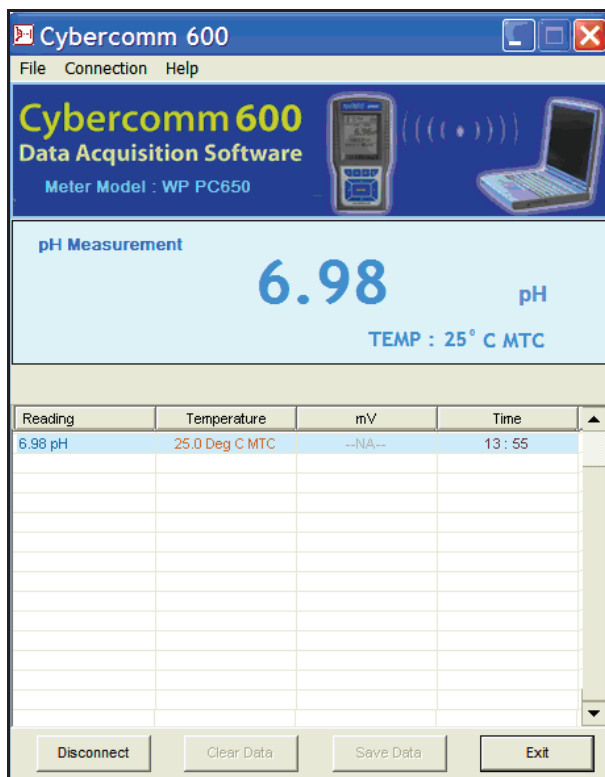 Cybercomm 600
File Connection Help
Cybercomm 600
Data Acquisition Software
Meter Model : WP PC650
pH Measurement
6.98 pH
TEMP : 25° C MTC
Reading Temperature mV Time
6.98 pH 25.0 Deg C MTC --NA-- 13 : 55
Disconnect Clear Data Save Data Exit